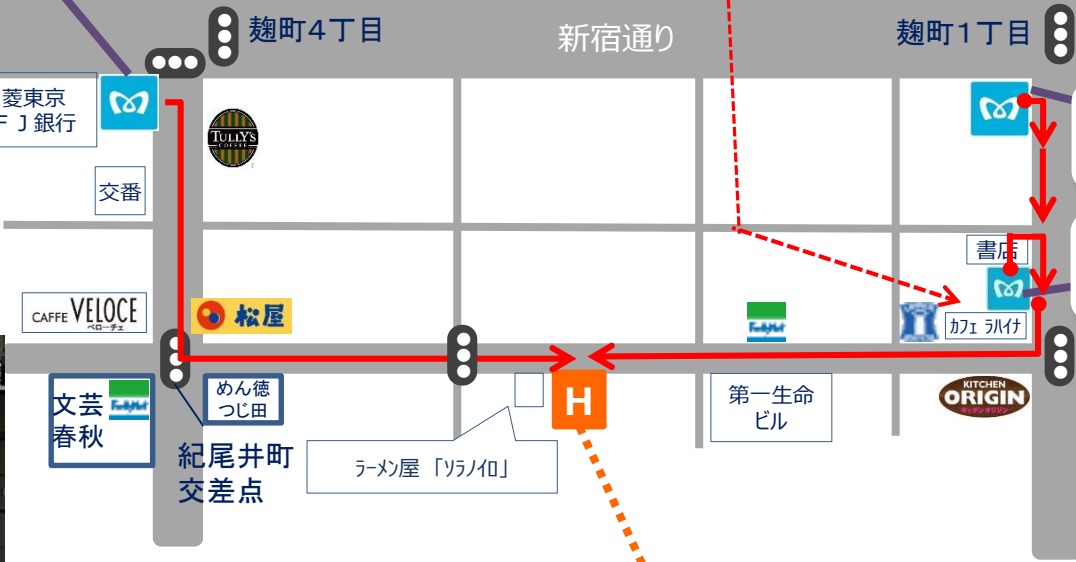 麹町4丁目
新宿通り
麹町1丁目
菱東京
FJ銀行
TULLY'S
COFFEE
交番
書店
CAFFE VELOCE
ベローチェ
松屋
FamilyMart
カフェ ラハイナ
文芸
春秋
FamilyMart
めん徳
つじ田
H
第一生命
ビル
KITCHEN
ORIGIN
キッチンオリジン
紀尾井町
交差点
ラーメン屋 「ソラノイロ」